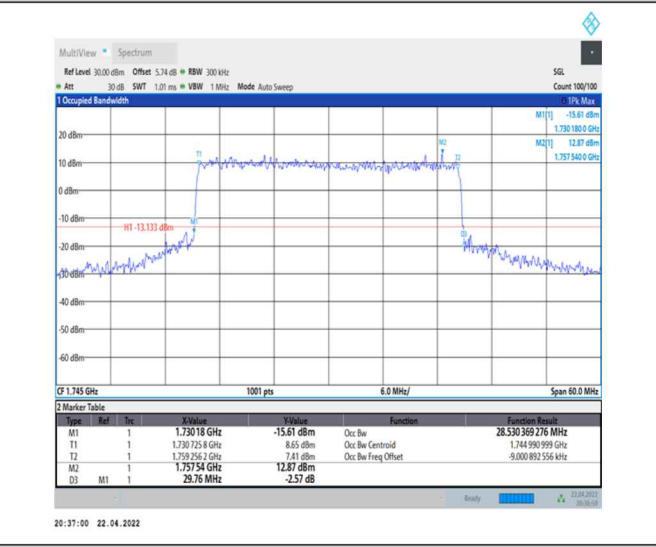 MultiView Spectrum
Ref Level 30.00 dBm Offset 5.74 dB RBW 300 kHz SGL
Att 30 dB SWT 1.01 ms VBW 1 MHz Mode Auto Sweep Count 100/100
1 Occupied Bandwidth 1Pk Max
M1[1] -15.61 dBm
1.730 180 0 GHz
M2[1] 12.87 dBm
1.757 540 0 GHz
20 dBm
M2
T1 T2
10 dBm
0 dBm
-10 dBm
M1
H1 -13.133 dBm
D3
-20 dBm
-30 dBm
-40 dBm
-50 dBm
-60 dBm
CF 1.745 GHz 1001 pts 6.0 MHz/ Span 60.0 MHz
2 Marker Table
Type Ref Trc X-Value Y-Value Function Function Result
M1 1 1.730 18 GHz -15.61 dBm Occ Bw 28.530 369 276 MHz
T1 1 1.730 725 8 GHz 8.65 dBm Occ Bw Centroid 1.744 990 999 GHz
T2 1 1.759 256 2 GHz 7.41 dBm Occ Bw Freq Offset -9.000 892 556 kHz
M2 1 1.757 54 GHz 12.87 dBm
D3 M1 1 29.76 MHz -2.57 dB
Ready 22.04.2022
20:37:00 22.04.2022